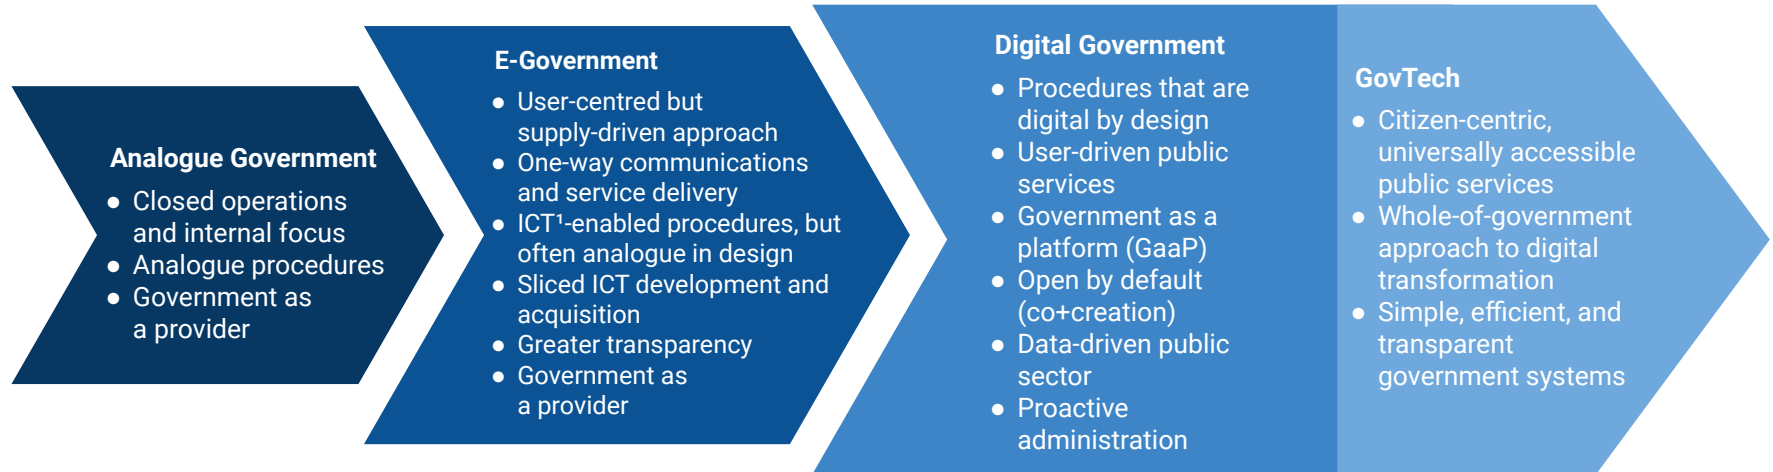 Analogue Government
● Closed operations
and internal focus
● Analogue procedures
● Government as
a provider
E-Government
● User-centred but
supply-driven approach
● One-way communications
and service delivery
● ICT¹-enabled procedures, but
often analogue in design
● Sliced ICT development and
acquisition
● Greater transparency
● Government as
a provider
Digital Government
● Procedures that are
digital by design
● User-driven public
services
● Government as a
platform (GaaP)
● Open by default
(co+creation)
● Data-driven public
sector
● Proactive
administration
GovTech
● Citizen-centric,
universally accessible
public services
● Whole-of-government
approach to digital
transformation
● Simple, efficient, and
transparent
government systems